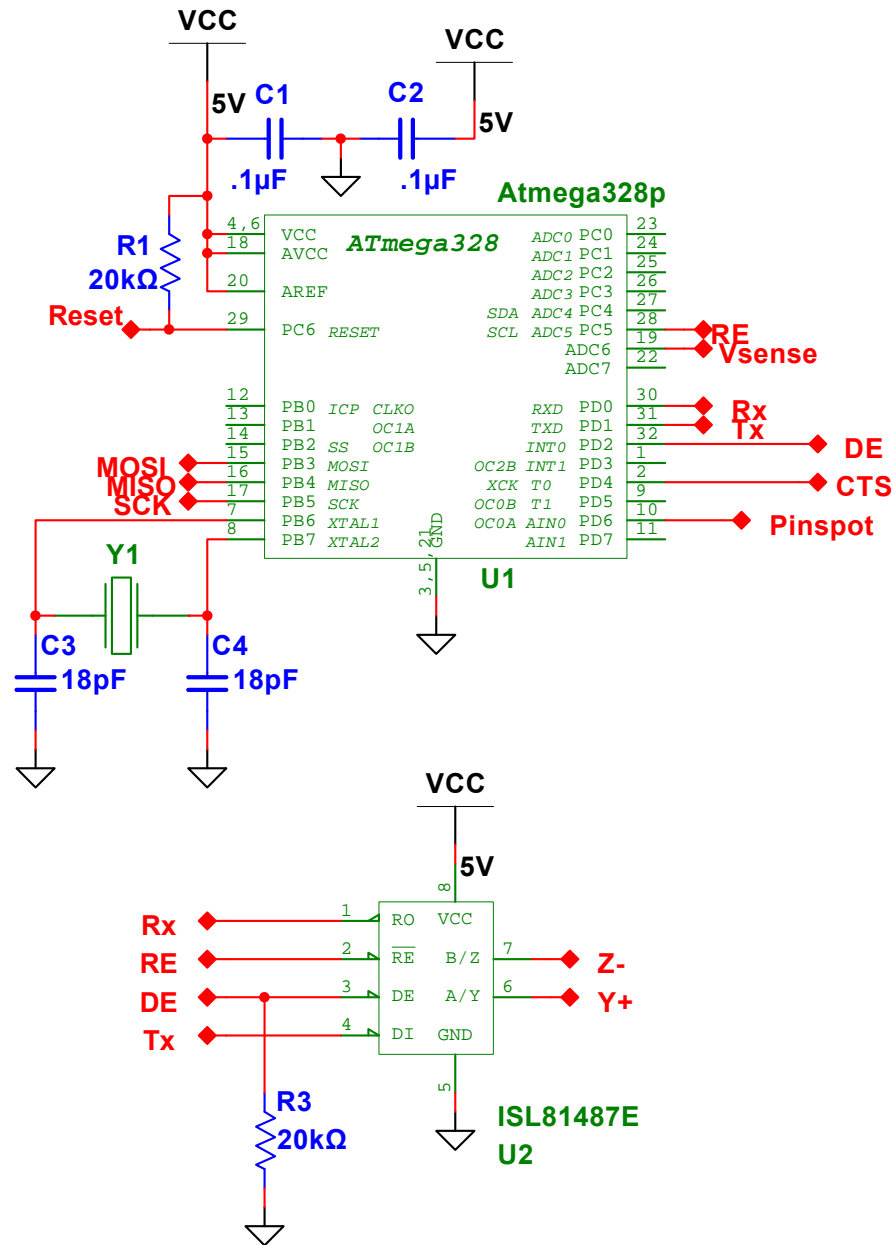 VCC
VCC
5V
C1
C2
5V
.1µF
.1µF
Atmega328p
R1
20kΩ
Reset
ATmega328
4,6 VCC
18 AVCC
20 AREF
29 PC6 RESET
12 PB0 ICP CLKO
13 PB1 OC1A
14 PB2 SS OC1B
15 PB3 MOSI
16 PB4 MISO
17 PB5 SCK
7 PB6 XTAL1
8 PB7 XTAL2
ADC0 PC0 23
ADC1 PC1 24
ADC2 PC2 25
ADC3 PC3 26
SDA ADC4 PC4 27
SCL ADC5 PC5 28
ADC6 19
ADC7 22
RXD PD0 30
TXD PD1 31
INT0 PD2 32
OC2B INT1 PD3 1
XCK T0 PD4 2
OC0B T1 PD5 9
OC0A AIN0 PD6 10
AIN1 PD7 11
GND
3,5,21
RE
Vsense
Rx
Tx
DE
CTS
Pinspot
MOSI
MISO
SCK
U1
Y1
C3
18pF
C4
18pF
VCC
5V
8
Rx 1 RO VCC
RE 2 RE B/Z 7 Z-
DE 3 DE A/Y 6 Y+
Tx 4 DI GND
5
R3
20kΩ
ISL81487E
U2